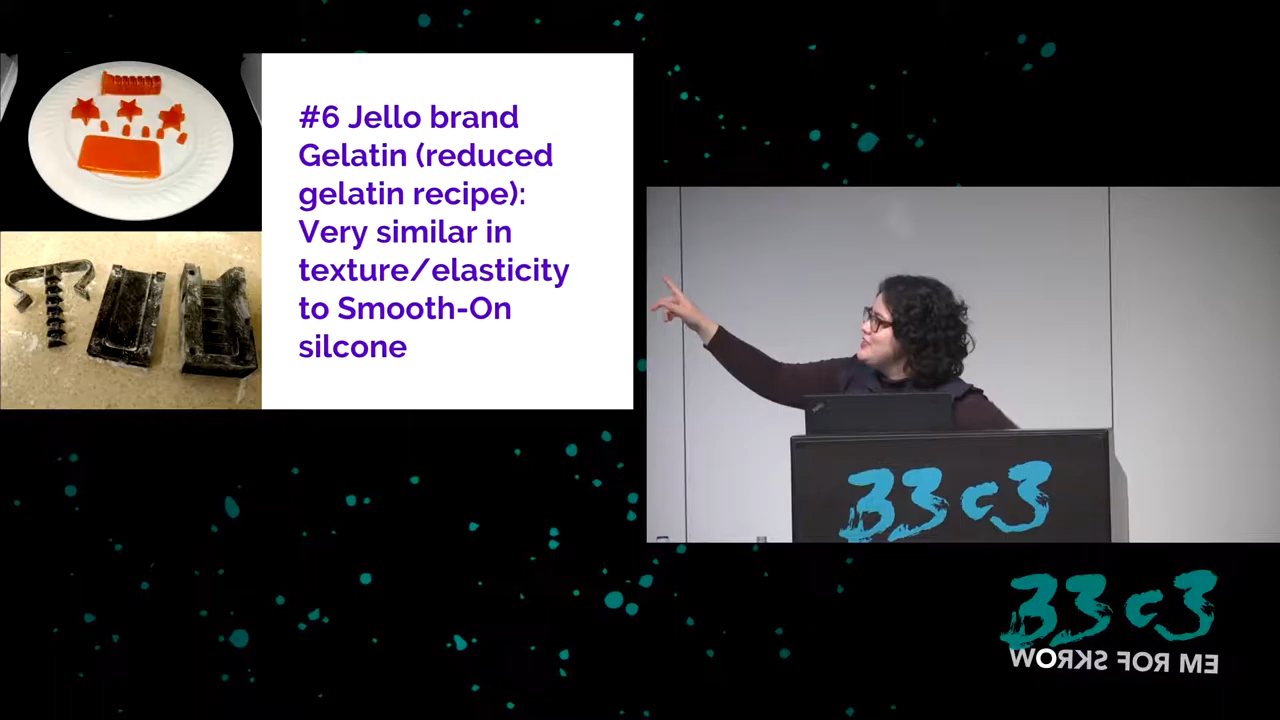 #6 Jello brand
Gelatin (reduced
gelatin recipe):
Very similar in
texture/elasticity
to Smooth-On
silcone
33c3
33c3
WORKS FOR ME